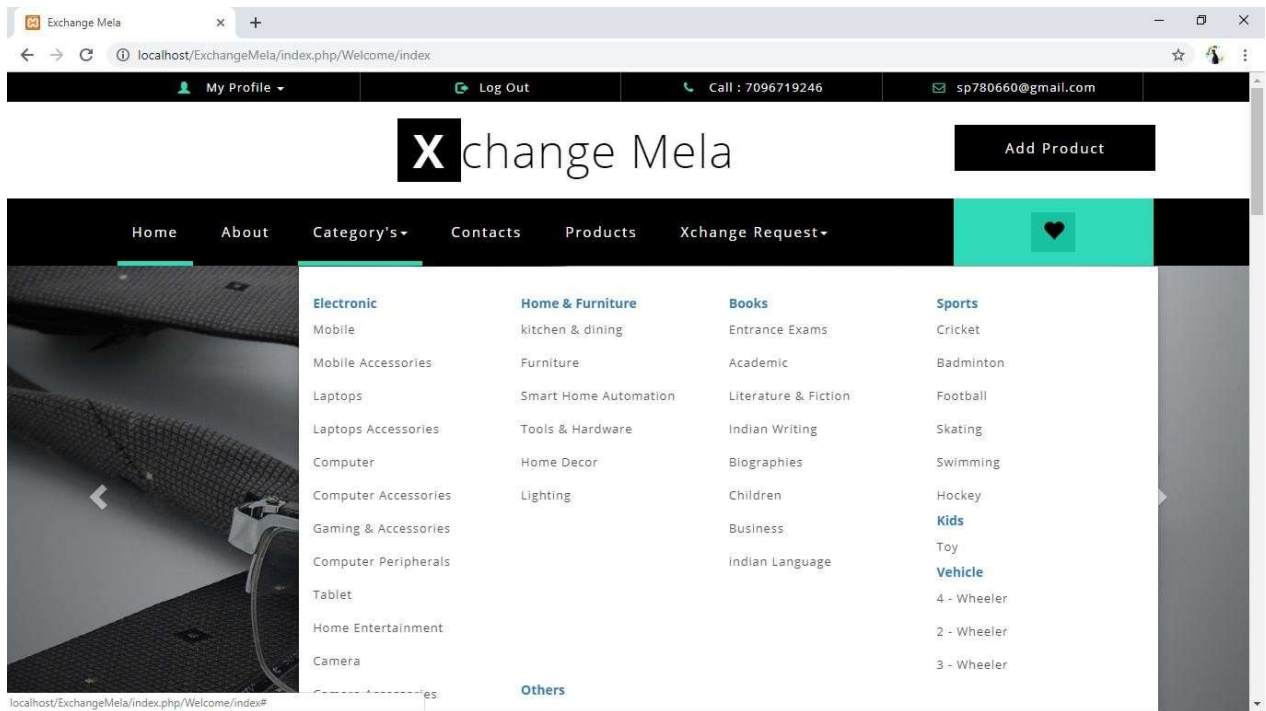 Exchange Mela
localhost/ExchangeMela/index.php/Welcome/index
My Profile
Log Out
Call : 7096719246
sp780660@gmail.com
X change Mela
Add Product
Home
About
Category's
Contacts
Products
Xchange Request
Electronic
Mobile
Mobile Accessories
Laptops
Laptops Accessories
Computer
Computer Accessories
Gaming & Accessories
Computer Peripherals
Tablet
Home Entertainment
Camera
Camera Accessories
Home & Furniture
kitchen & dining
Furniture
Smart Home Automation
Tools & Hardware
Home Decor
Lighting
Others
Books
Entrance Exams
Academic
Literature & Fiction
Indian Writing
Biographies
Children
Business
indian Language
Sports
Cricket
Badminton
Football
Skating
Swimming
Hockey
Kids
Toy
Vehicle
4 - Wheeler
2 - Wheeler
3 - Wheeler
localhost/ExchangeMela/index.php/Welcome/index#